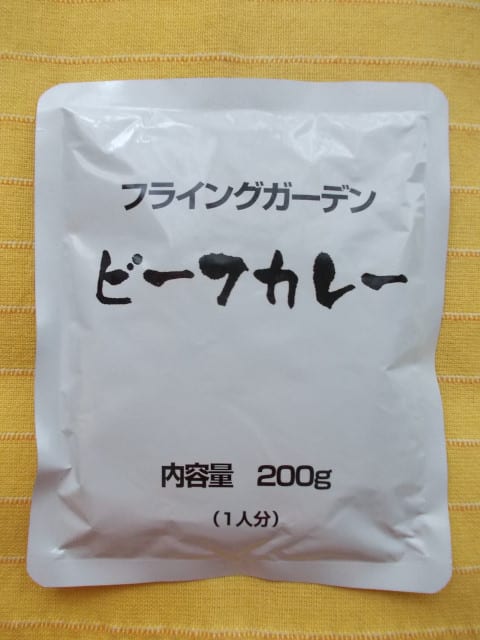 フライングガーデン
ビーフカレー
内容量 200g
(1人分)